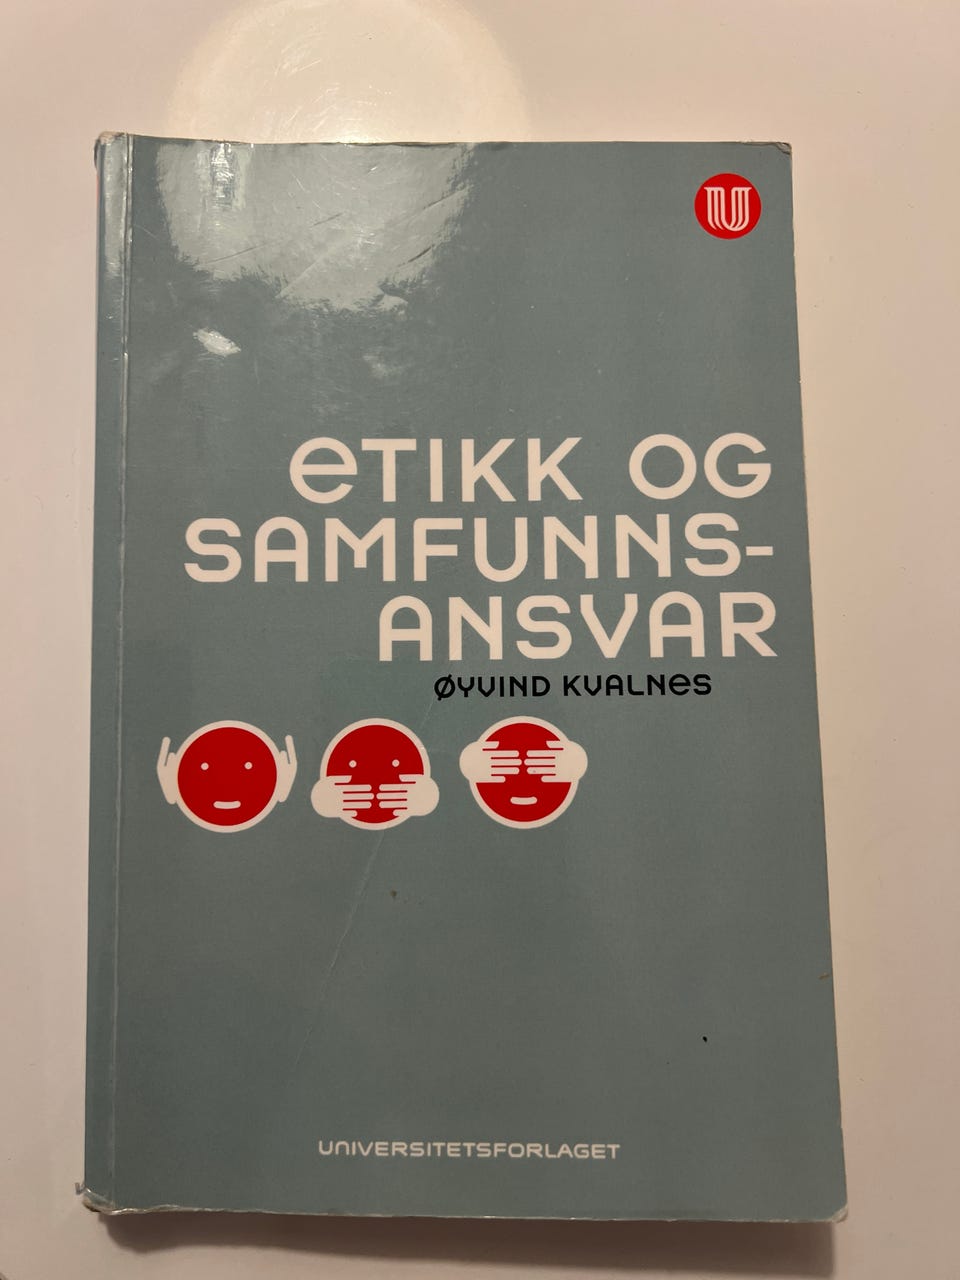 U
eTIKK OG
SAMFUNNS-
ANSVAR
ØYVIND KVALNeS
UNIVERSITETSFORLAGET